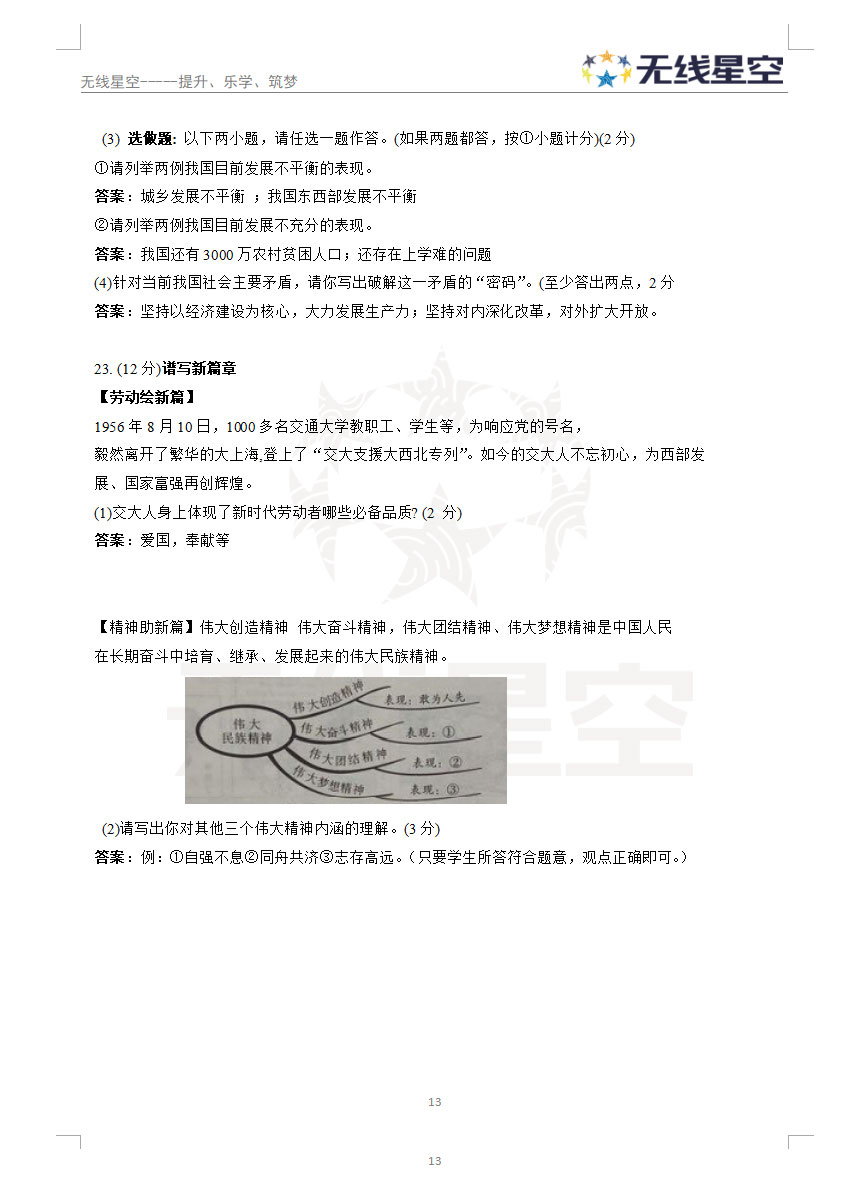 无线星空-一一提升、乐学、筑梦
无线星空
(3) 选做题: 以下两小题，请任选一题作答。(如果两题都答，按①小题计分)(2分)
①请列举两例我国目前发展不平衡的表现。
答案：城乡发展不平衡 ；我国东西部发展不平衡
②请列举两例我国目前发展不充分的表现。
答案：我国还有3000万农村贫困人口；还存在上学难的问题
(4)针对当前我国社会主要矛盾，请你写出破解这一矛盾的“密码”。(至少答出两点，2分
答案：坚持以经济建设为核心，大力发展生产力；坚持对内深化改革，对外扩大开放。
23. (12分)谱写新篇章
【劳动绘新篇】
1956年8月10日，1000多名交通大学教职工、学生等，为响应党的号名，
毅然离开了繁华的大上海,登上了“交大支援大西北专列”。如今的交大人不忘初心，为西部发
展、国家富强再创辉煌。
(1)交大人身上体现了新时代劳动者哪些必备品质? (2 分)
答案：爱国，奉献等
【精神助新篇】伟大创造精神 伟大奋斗精神，伟大团结精神、伟大梦想精神是中国人民
在长期奋斗中培育、继承、发展起来的伟大民族精神。
伟大
民族精神
伟大创造精神
表现：敢为人先
伟大奋斗精神
表现：①
伟大团结精神
表现：②
伟大梦想精神
表现：③
(2)请写出你对其他三个伟大精神内涵的理解。(3分)
答案：例：①自强不息②同舟共济③志存高远。（只要学生所答符合题意，观点正确即可。）
13
13